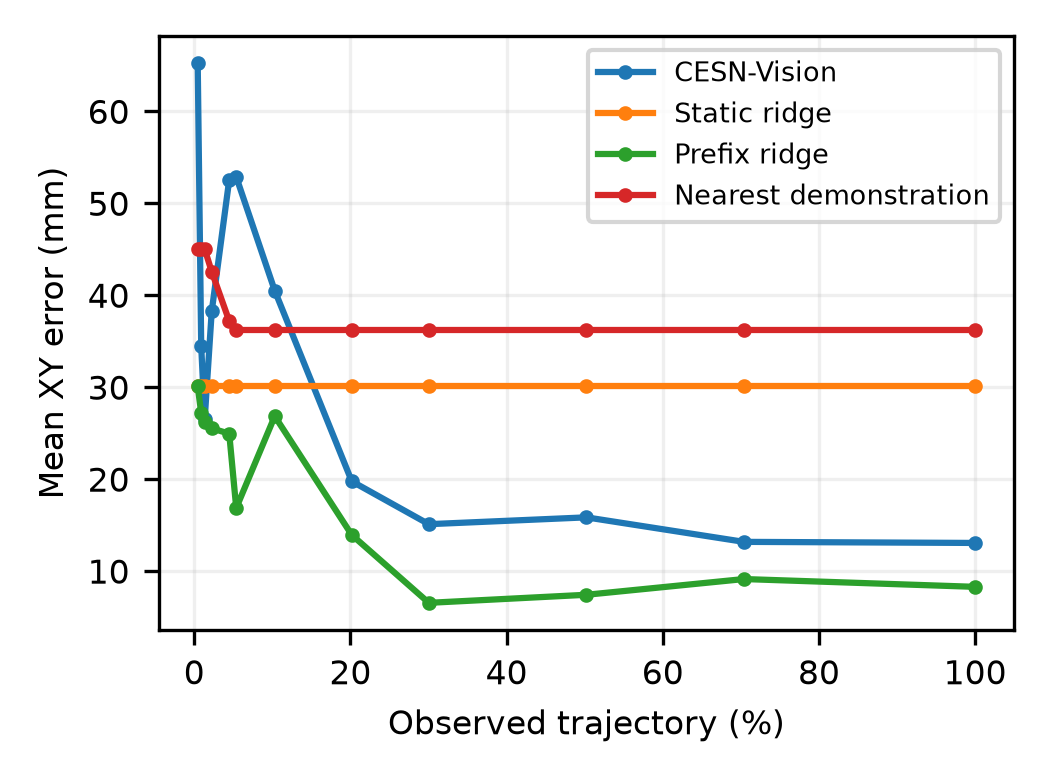 CESN-Vision
Static ridge
Prefix ridge
Nearest demonstration
Mean XY error (mm)
60
50
40
30
20
10
0 20 40 60 80 100
Observed trajectory (%)